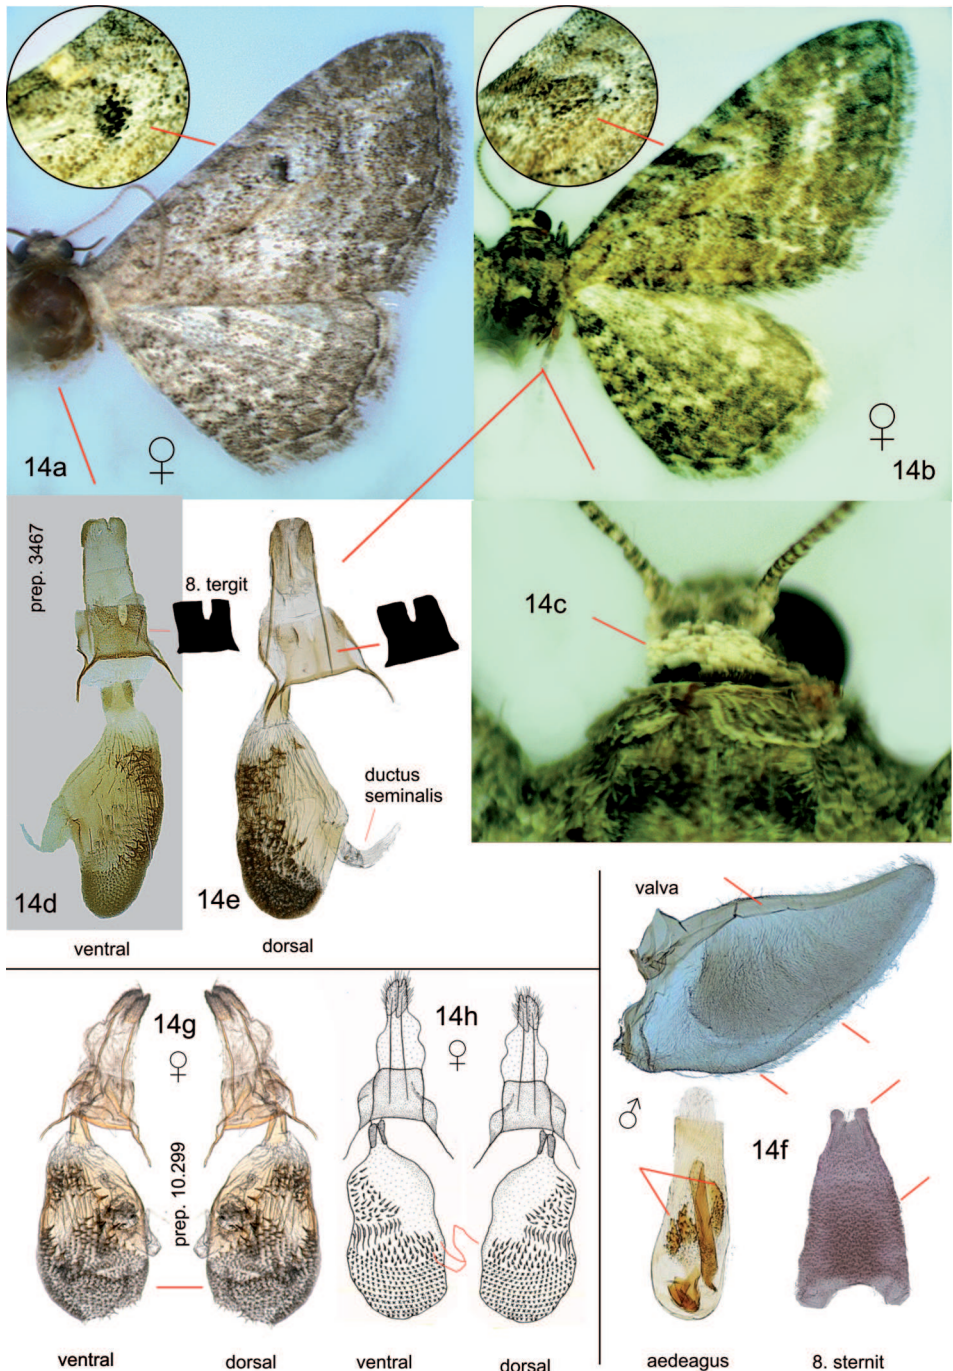 14a
♀
♀
14b
prep. 3467
8. tergit
14c
ductus
seminalis
14d
14e
ventral
dorsal
valva
14g
♀
14h
♀
prep. 10.299
♂
14f
ventral
dorsal
ventral
dorsal
aedeagus
8. sternit